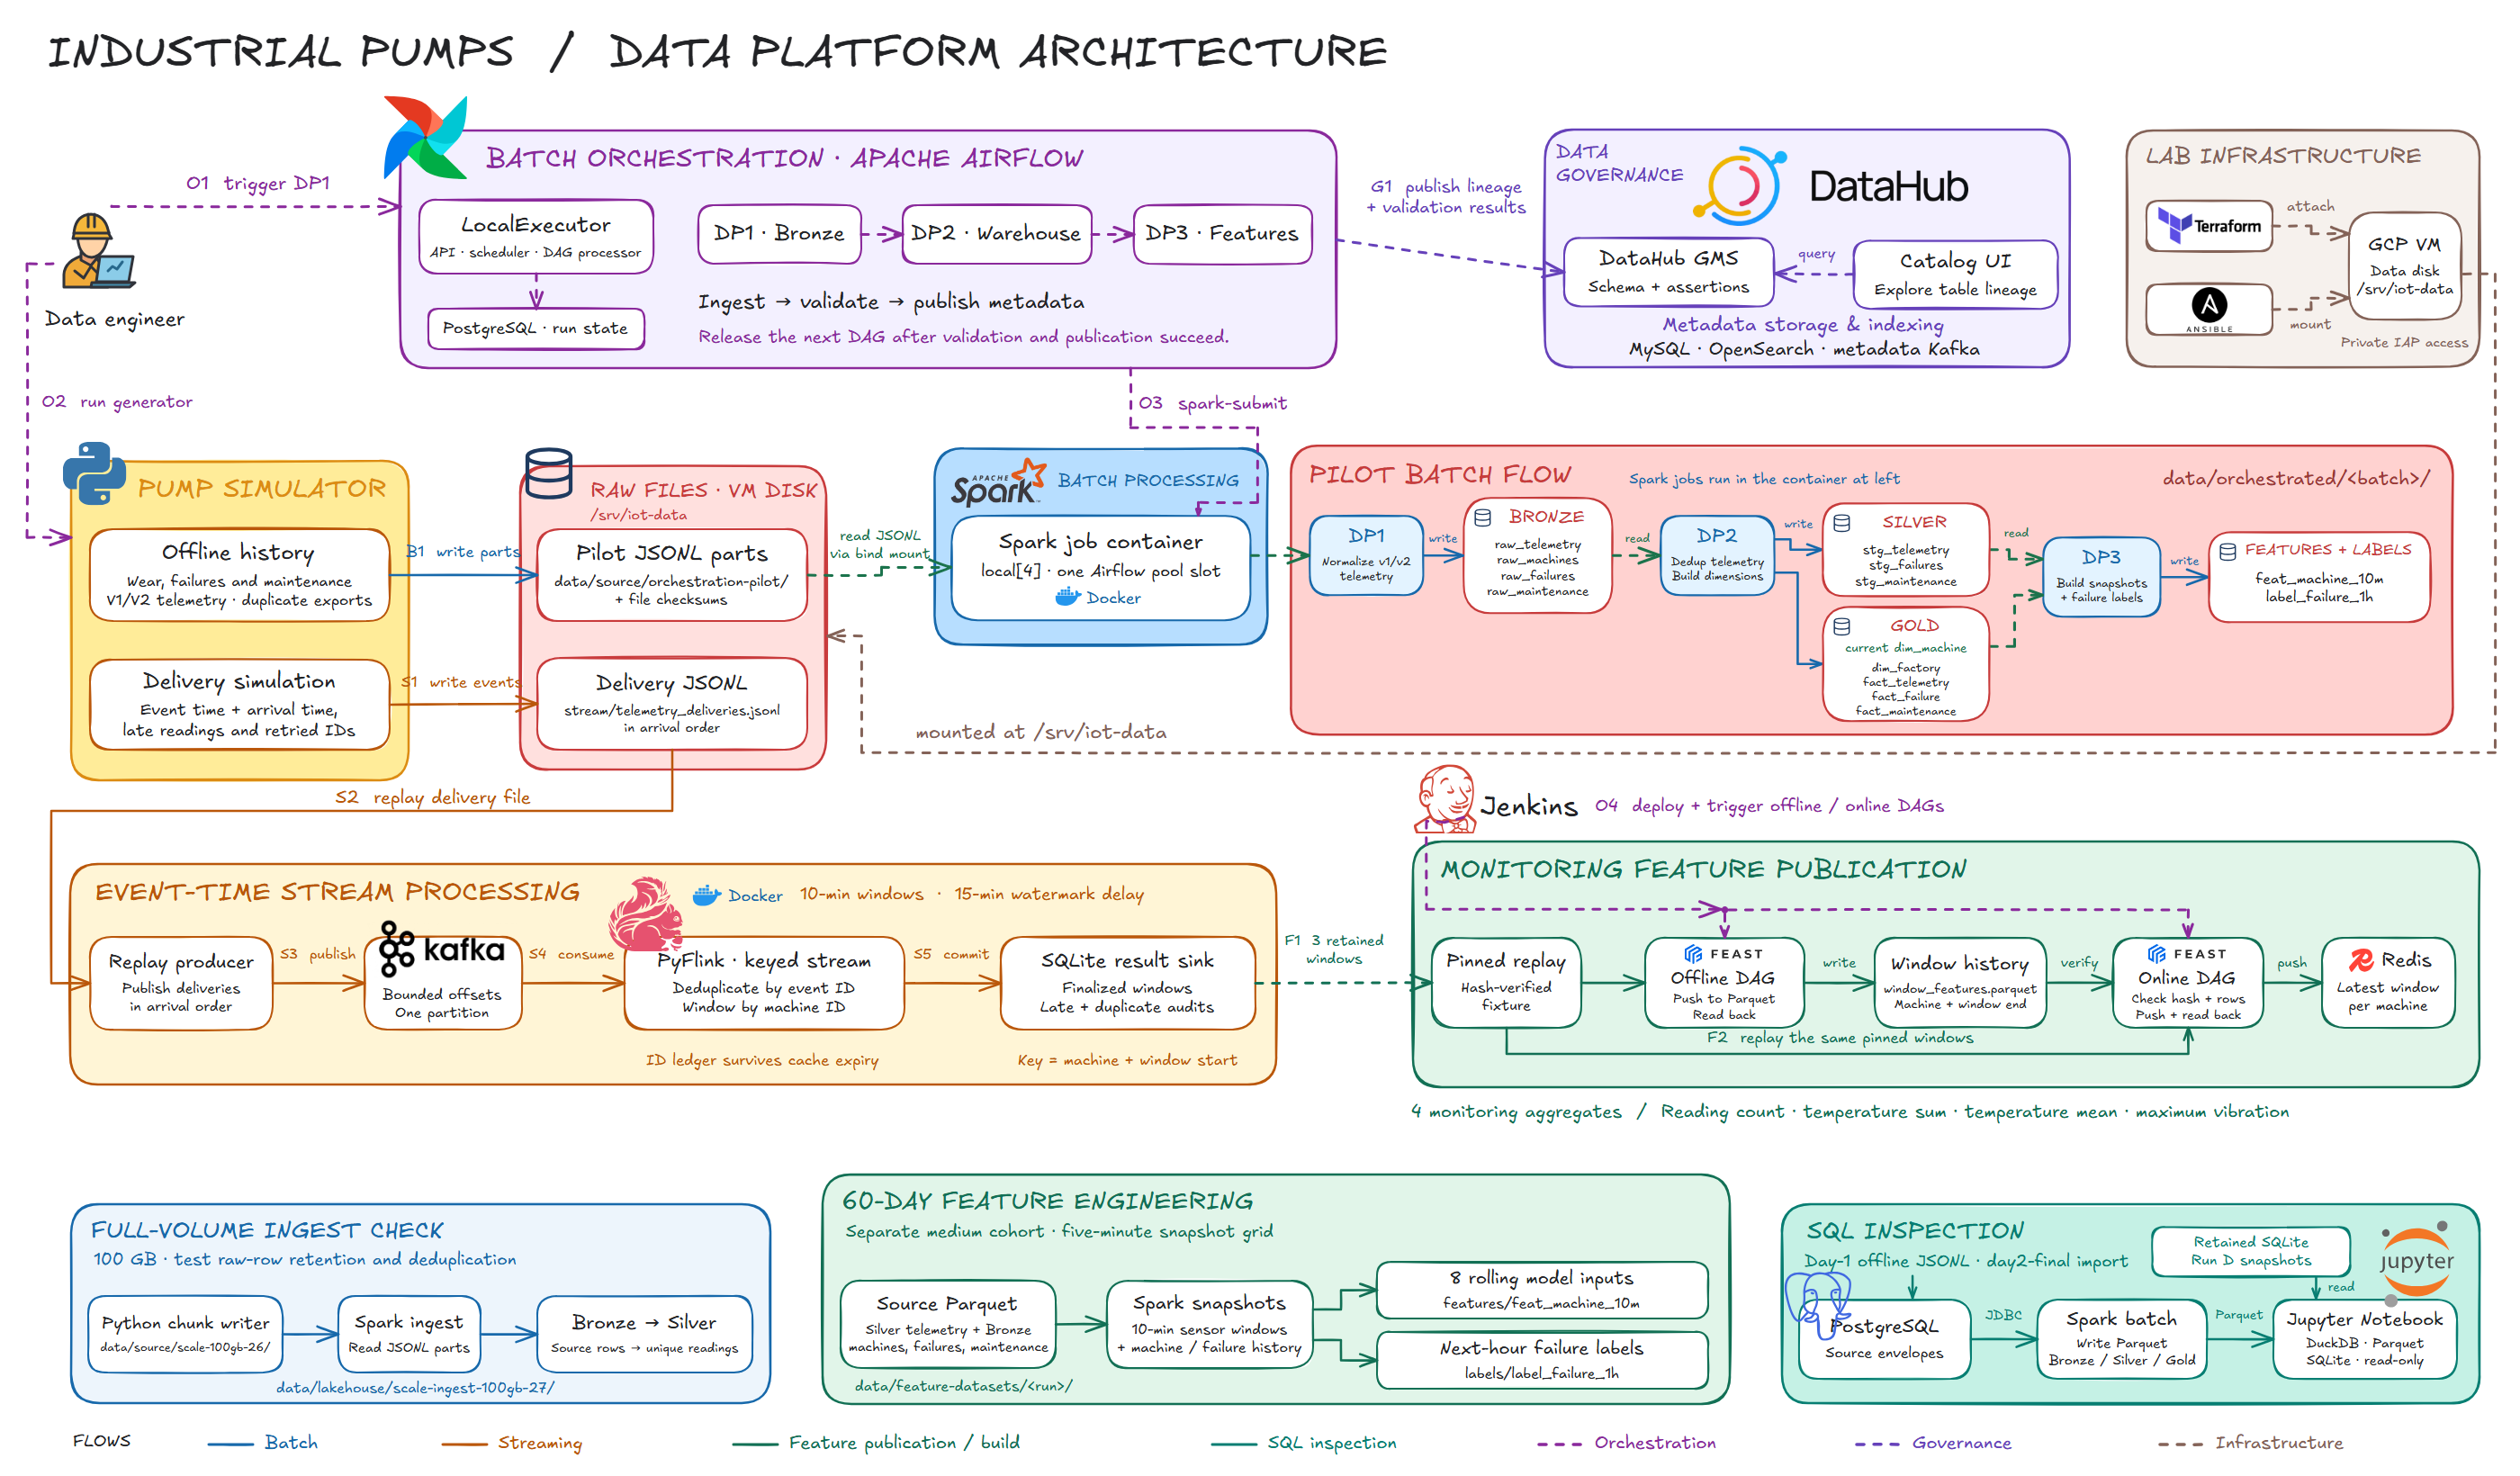 INDUSTRIAL PUMPS / DATA PLATFORM ARCHITECTURE
BATCH ORCHESTRATION · APACHE AIRFLOW
O1 trigger DP1
LocalExecutor
API · scheduler · DAG processor
PostgreSQL · run state
DP1 · Bronze
DP2 · Warehouse
DP3 · Features
Ingest → validate → publish metadata
Release the next DAG after validation and publication succeed.
Data engineer
O2 run generator
G1 publish lineage
+ validation results
DATA
GOVERNANCE
DataHub
DataHub GMS
Schema + assertions
query
Catalog UI
Explore table lineage
Metadata storage & indexing
MySQL · OpenSearch · metadata Kafka
LAB INFRASTRUCTURE
Terraform
attach
ANSIBLE
mount
GCP VM
Data disk
/srv/iot-data
Private IAP access
O3 spark-submit
PUMP SIMULATOR
Offline history
Wear, failures and maintenance
V1/V2 telemetry · duplicate exports
Delivery simulation
Event time + arrival time,
late readings and retried IDs
B1 write parts
S1 write events
RAW FILES · VM DISK
/srv/iot-data
Pilot JSONL parts
data/source/orchestration-pilot/
+ file checksums
Delivery JSONL
stream/telemetry_deliveries.jsonl
in arrival order
read JSONL
via bind mount
APACHE
Spark
BATCH PROCESSING
Spark job container
local[4] · one Airflow pool slot
Docker
PILOT BATCH FLOW
Spark jobs run in the container at left
data/orchestrated/<batch>/
DP1
Normalize v1/v2
telemetry
write
BRONZE
raw_telemetry
raw_machines
raw_failures
raw_maintenance
read
DP2
Dedup telemetry
Build dimensions
write
SILVER
stg_telemetry
stg_failures
stg_maintenance
GOLD
current dim_machine
dim_factory
fact_telemetry
fact_failure
fact_maintenance
read
DP3
Build snapshots
+ failure labels
write
FEATURES + LABELS
feat_machine_10m
label_failure_1h
mounted at /srv/iot-data
S2 replay delivery file
Jenkins
O4 deploy + trigger offline / online DAGs
EVENT-TIME STREAM PROCESSING
Docker
10-min windows · 15-min watermark delay
Replay producer
Publish deliveries
in arrival order
S3 publish
kafka
Bounded offsets
One partition
S4 consume
PyFlink · keyed stream
Deduplicate by event ID
Window by machine ID
S5 commit
SQLite result sink
Finalized windows
Late + duplicate audits
ID ledger survives cache expiry
Key = machine + window start
F1 3 retained
windows
MONITORING FEATURE PUBLICATION
Pinned replay
Hash-verified
fixture
FEAST
Offline DAG
Push to Parquet
Read back
write
Window history
window_features.parquet
Machine + window end
verify
FEAST
Online DAG
Check hash + rows
Push + read back
push
Redis
Latest window
per machine
F2 replay the same pinned windows
4 monitoring aggregates / Reading count · temperature sum · temperature mean · maximum vibration
FULL-VOLUME INGEST CHECK
100 GB · test raw-row retention and deduplication
Python chunk writer
data/source/scale-100gb-26/
Spark ingest
Read JSONL parts
Bronze → Silver
Source rows → unique readings
data/lakehouse/scale-ingest-100gb-27/
60-DAY FEATURE ENGINEERING
Separate medium cohort · five-minute snapshot grid
Source Parquet
Silver telemetry + Bronze
machines, failures, maintenance
Spark snapshots
10-min sensor windows
+ machine / failure history
8 rolling model inputs
features/feat_machine_10m
Next-hour failure labels
labels/label_failure_1h
data/feature-datasets/<run>/
SQL INSPECTION
Day-1 offline JSONL · day2-final import
Retained SQLite
Run D snapshots
jupyter
read
PostgreSQL
Source envelopes
JDBC
Spark batch
Write Parquet
Bronze / Silver / Gold
Parquet
Jupyter Notebook
DuckDB · Parquet
SQLite · read-only
FLOWS
Batch
Streaming
Feature publication / build
SQL inspection
Orchestration
Governance
Infrastructure